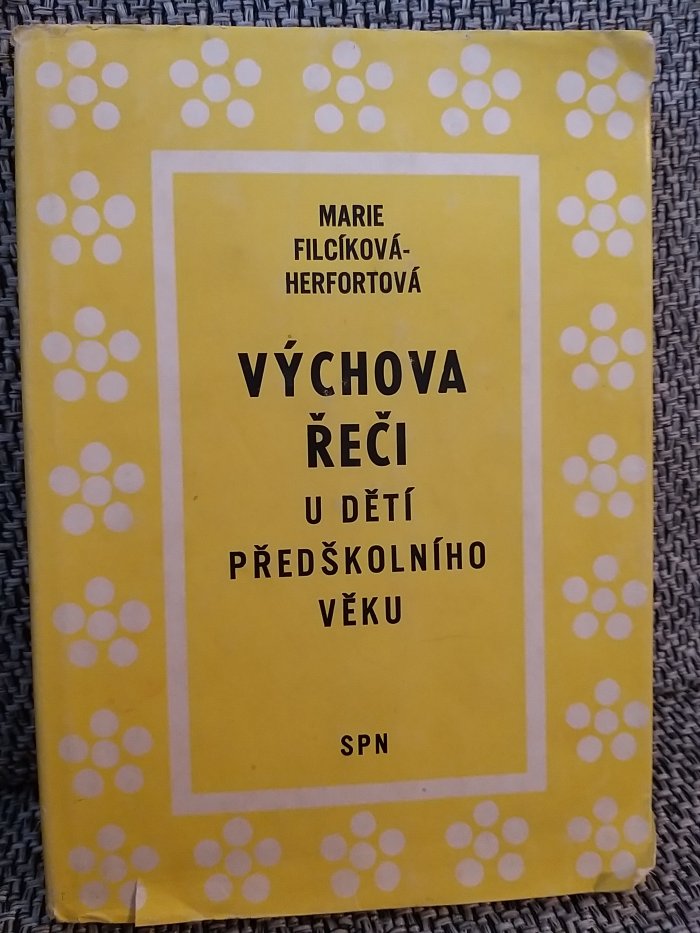 MARIE
FILCÍKOVÁ-
HERFORTOVÁ
VÝCHOVA
ŘEČI
U DĚTÍ
PŘEDŠKOLNÍHO
VĚKU
SPN